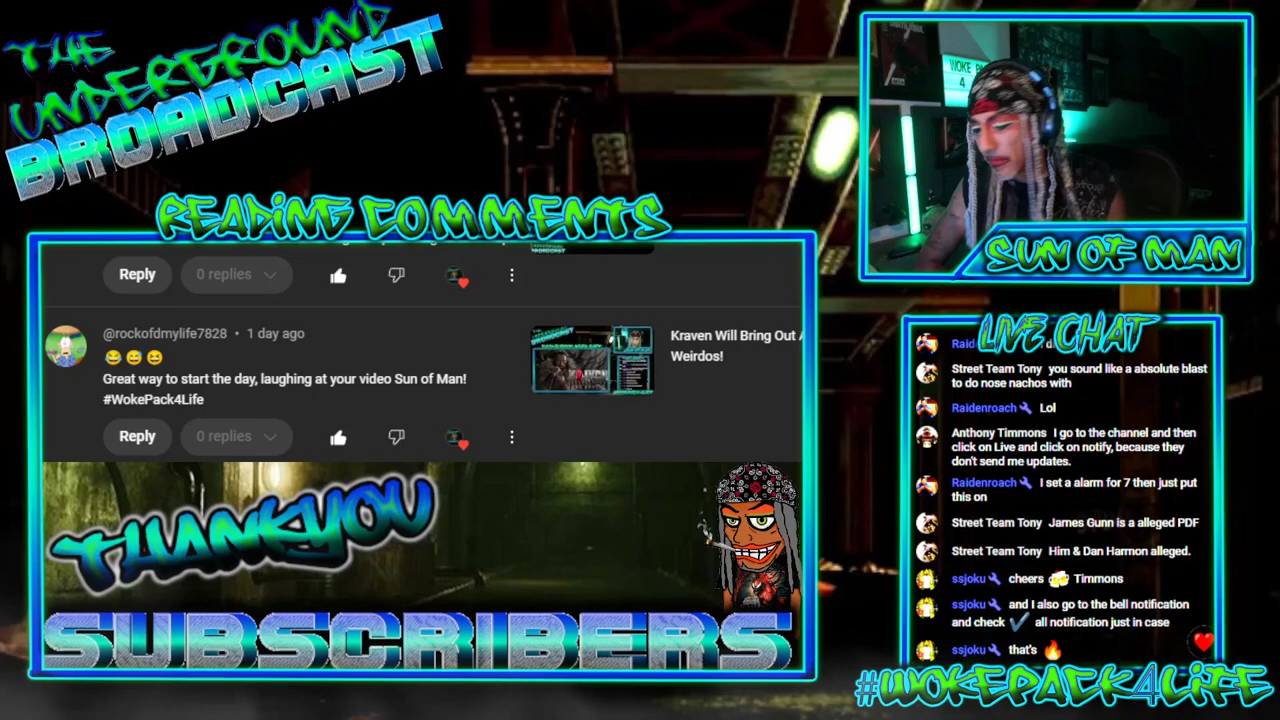 THE
UNDERGROUND
BROADCAST
WOKE
4
READING COMMENTS
SUN OF MAN
Reply
0 replies
@rockofdmylife7828 • 1 day ago
😂 😅 😆
Great way to start the day, laughing at your video Sun of Man!
#WokePack4Life
Kraven Will Bring Out
Weirdos!
Reply
0 replies
THANKYOU
SUBSCRIBERS
LIVE CHAT
Street Team Tony you sound like a absolute blast
to do nose nachos with
Raidenroach Lol
Anthony Timmons I go to the channel and then
click on Live and click on notify, because they
don't send me updates.
Raidenroach I set a alarm for 7 then just put
this on
Street Team Tony James Gunn is a alleged PDF
Street Team Tony Him & Dan Harmon alleged.
ssjoku cheers 🍻 Timmons
ssjoku and I also go to the bell notification
and check ✔️ all notification just in case
ssjoku that's 🔥
#WOKEPACK4LIFE